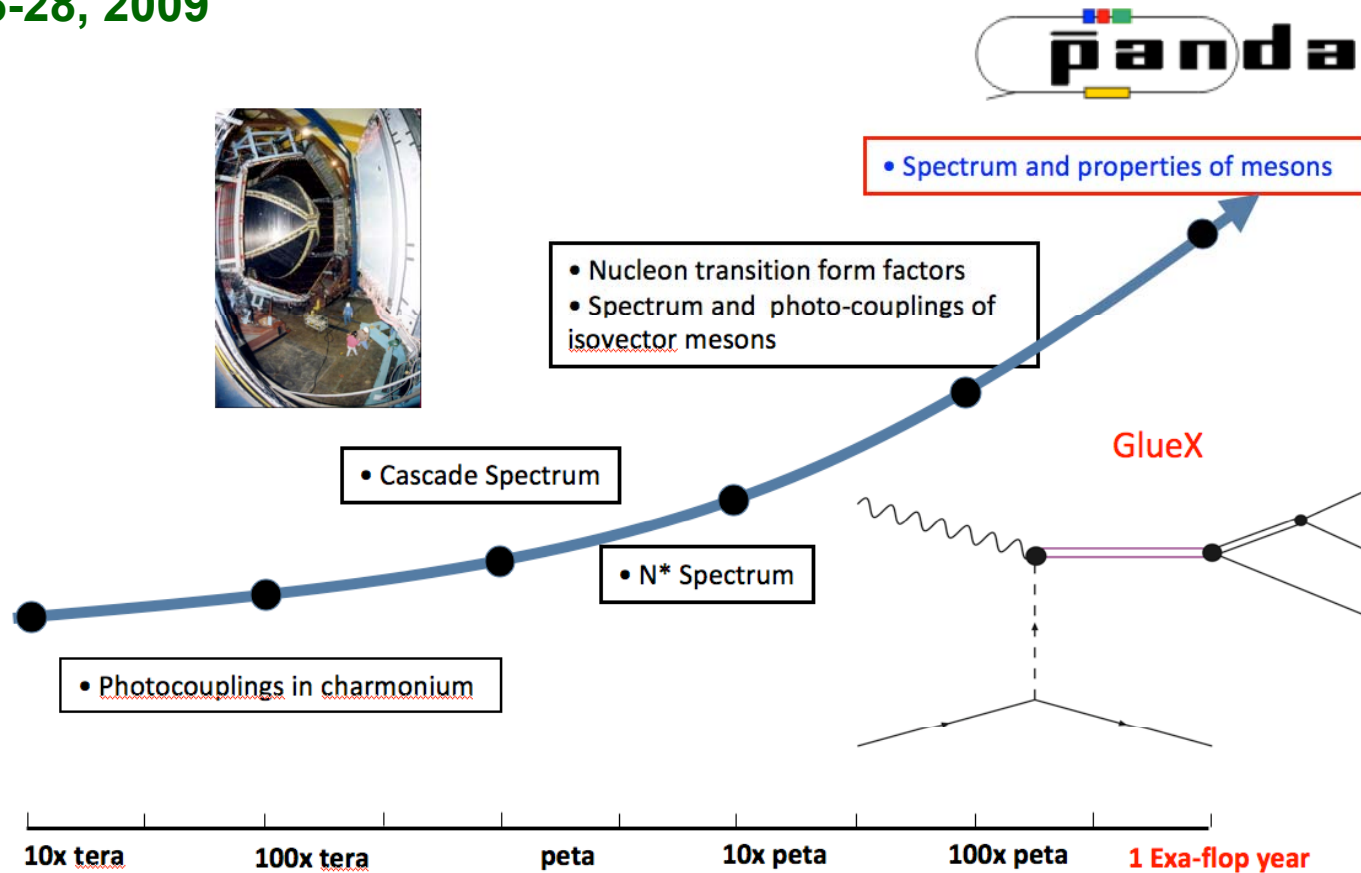 -28, 2009
p̄anda
• Spectrum and properties of mesons
• Nucleon transition form factors
• Spectrum and photo-couplings of
isovector mesons
GlueX
• Cascade Spectrum
• N* Spectrum
• Photocouplings in charmonium
10x tera
100x tera
peta
10x peta
100x peta
1 Exa-flop year